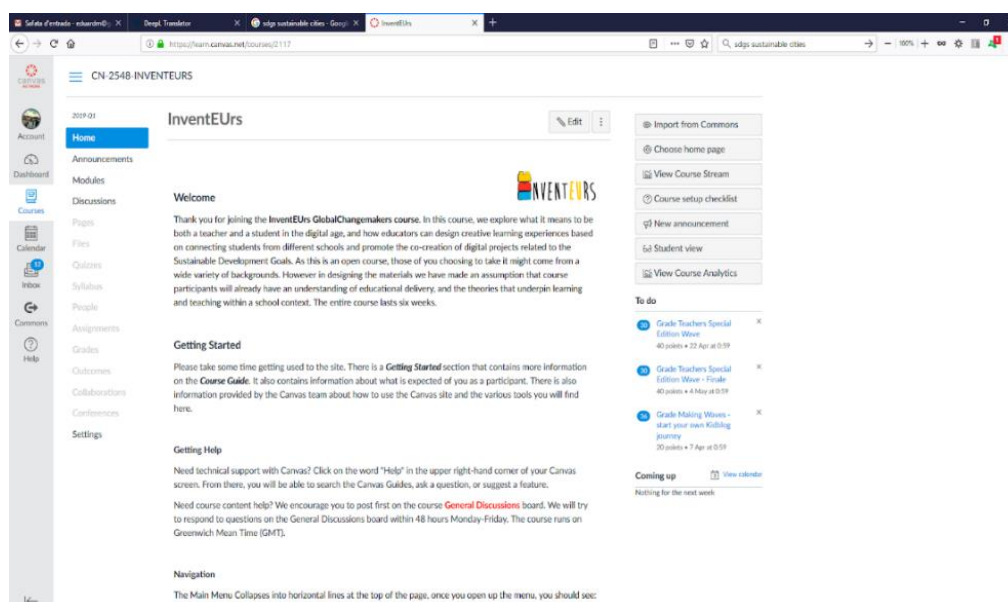 Safata d'entrada - eduardm@
DeepL Translator
sdgs sustainable cities - Googl
InventEUrs
https://learn.canvas.net/courses/2117
100%
sdgs sustainable cities
canvas
CN-2548-INVENTEURS
Account
Dashboard
Courses
Calendar
Inbox
Commons
Help
2019-Q1
Home
Announcements
Modules
Discussions
Pages
Files
Quizzes
Syllabus
People
Assignments
Grades
Outcomes
Collaborations
Conferences
Settings
InventEUrs
Edit
INVENTEURS
Welcome
Thank you for joining the InventEUrs GlobalChangemakers course. In this course, we explore what it means to be
both a teacher and a student in the digital age, and how educators can design creative learning experiences based
on connecting students from different schools and promote the co-creation of digital projects related to the
Sustainable Development Goals. As this is an open course, those of you choosing to take it might come from a
wide variety of backgrounds. However in designing the materials we have made an assumption that course
participants will already have an understanding of educational delivery, and the theories that underpin learning
and teaching within a school context. The entire course lasts six weeks.
Getting Started
Please take some time getting used to the site. There is a Getting Started section that contains more information
on the Course Guide. It also contains information about what is expected of you as a participant. There is also
information provided by the Canvas team about how to use the Canvas site and the various tools you will find
here.
Getting Help
Need technical support with Canvas? Click on the word "Help" in the upper right-hand corner of your Canvas
screen. From there, you will be able to search the Canvas Guides, ask a question, or suggest a feature.
Need course content help? We encourage you to post first on the course General Discussions board. We will try
to respond to questions on the General Discussions board within 48 hours Monday-Friday. The course runs on
Greenwich Mean Time (GMT).
Navigation
The Main Menu Collapses into horizontal lines at the top of the page, once you open up the menu, you should see:
Import from Commons
Choose home page
View Course Stream
Course setup checklist
New announcement
Student view
View Course Analytics
To do
Grade Teachers Special
Edition Wave
40 points • 22 Apr at 0:59
Grade Teachers Special
Edition Wave - Finale
40 points • 4 May at 0:59
Grade Making Waves -
start your own Kidblog
journey
20 points • 7 Apr at 0:59
Coming up
View calendar
Nothing for the next week